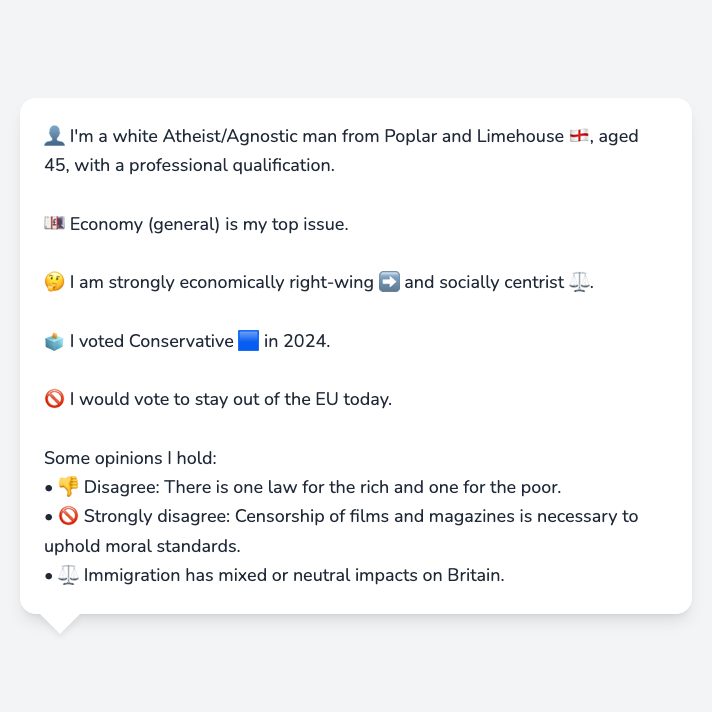 👤 I'm a white Atheist/Agnostic man from Poplar and Limehouse 🏴󠁧󠁢󠁥󠁮󠁧󠁿, aged
45, with a professional qualification.
💷 Economy (general) is my top issue.
🤔 I am strongly economically right-wing ➡️ and socially centrist ⚖️.
🗳️ I voted Conservative 🟦 in 2024.
🚫 I would vote to stay out of the EU today.
Some opinions I hold:
• 👎 Disagree: There is one law for the rich and one for the poor.
• 🚫 Strongly disagree: Censorship of films and magazines is necessary to
uphold moral standards.
• ⚖️ Immigration has mixed or neutral impacts on Britain.